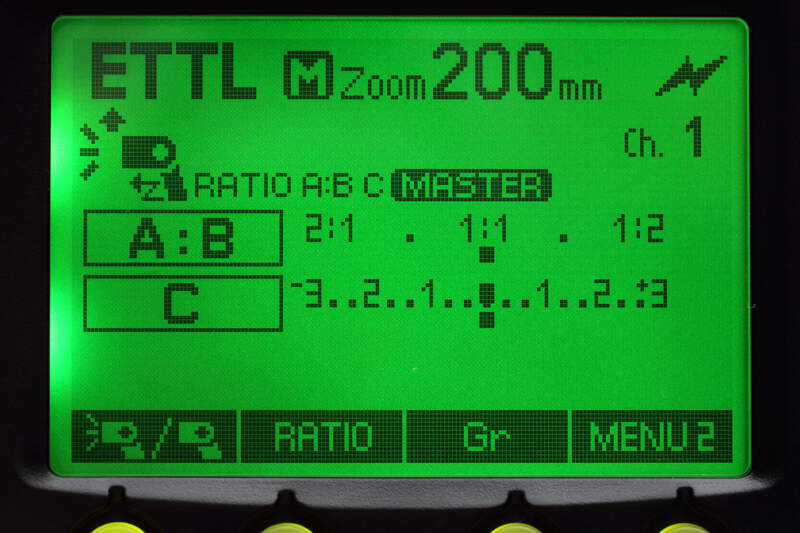 ETTL M Zoom 200mm
Ch. 1
RATIO A:B C MASTER
A:B 2:1 . 1:1 . 1:2
C -3..2..1..!..1..2..+3
RATIO Gr MENU 2